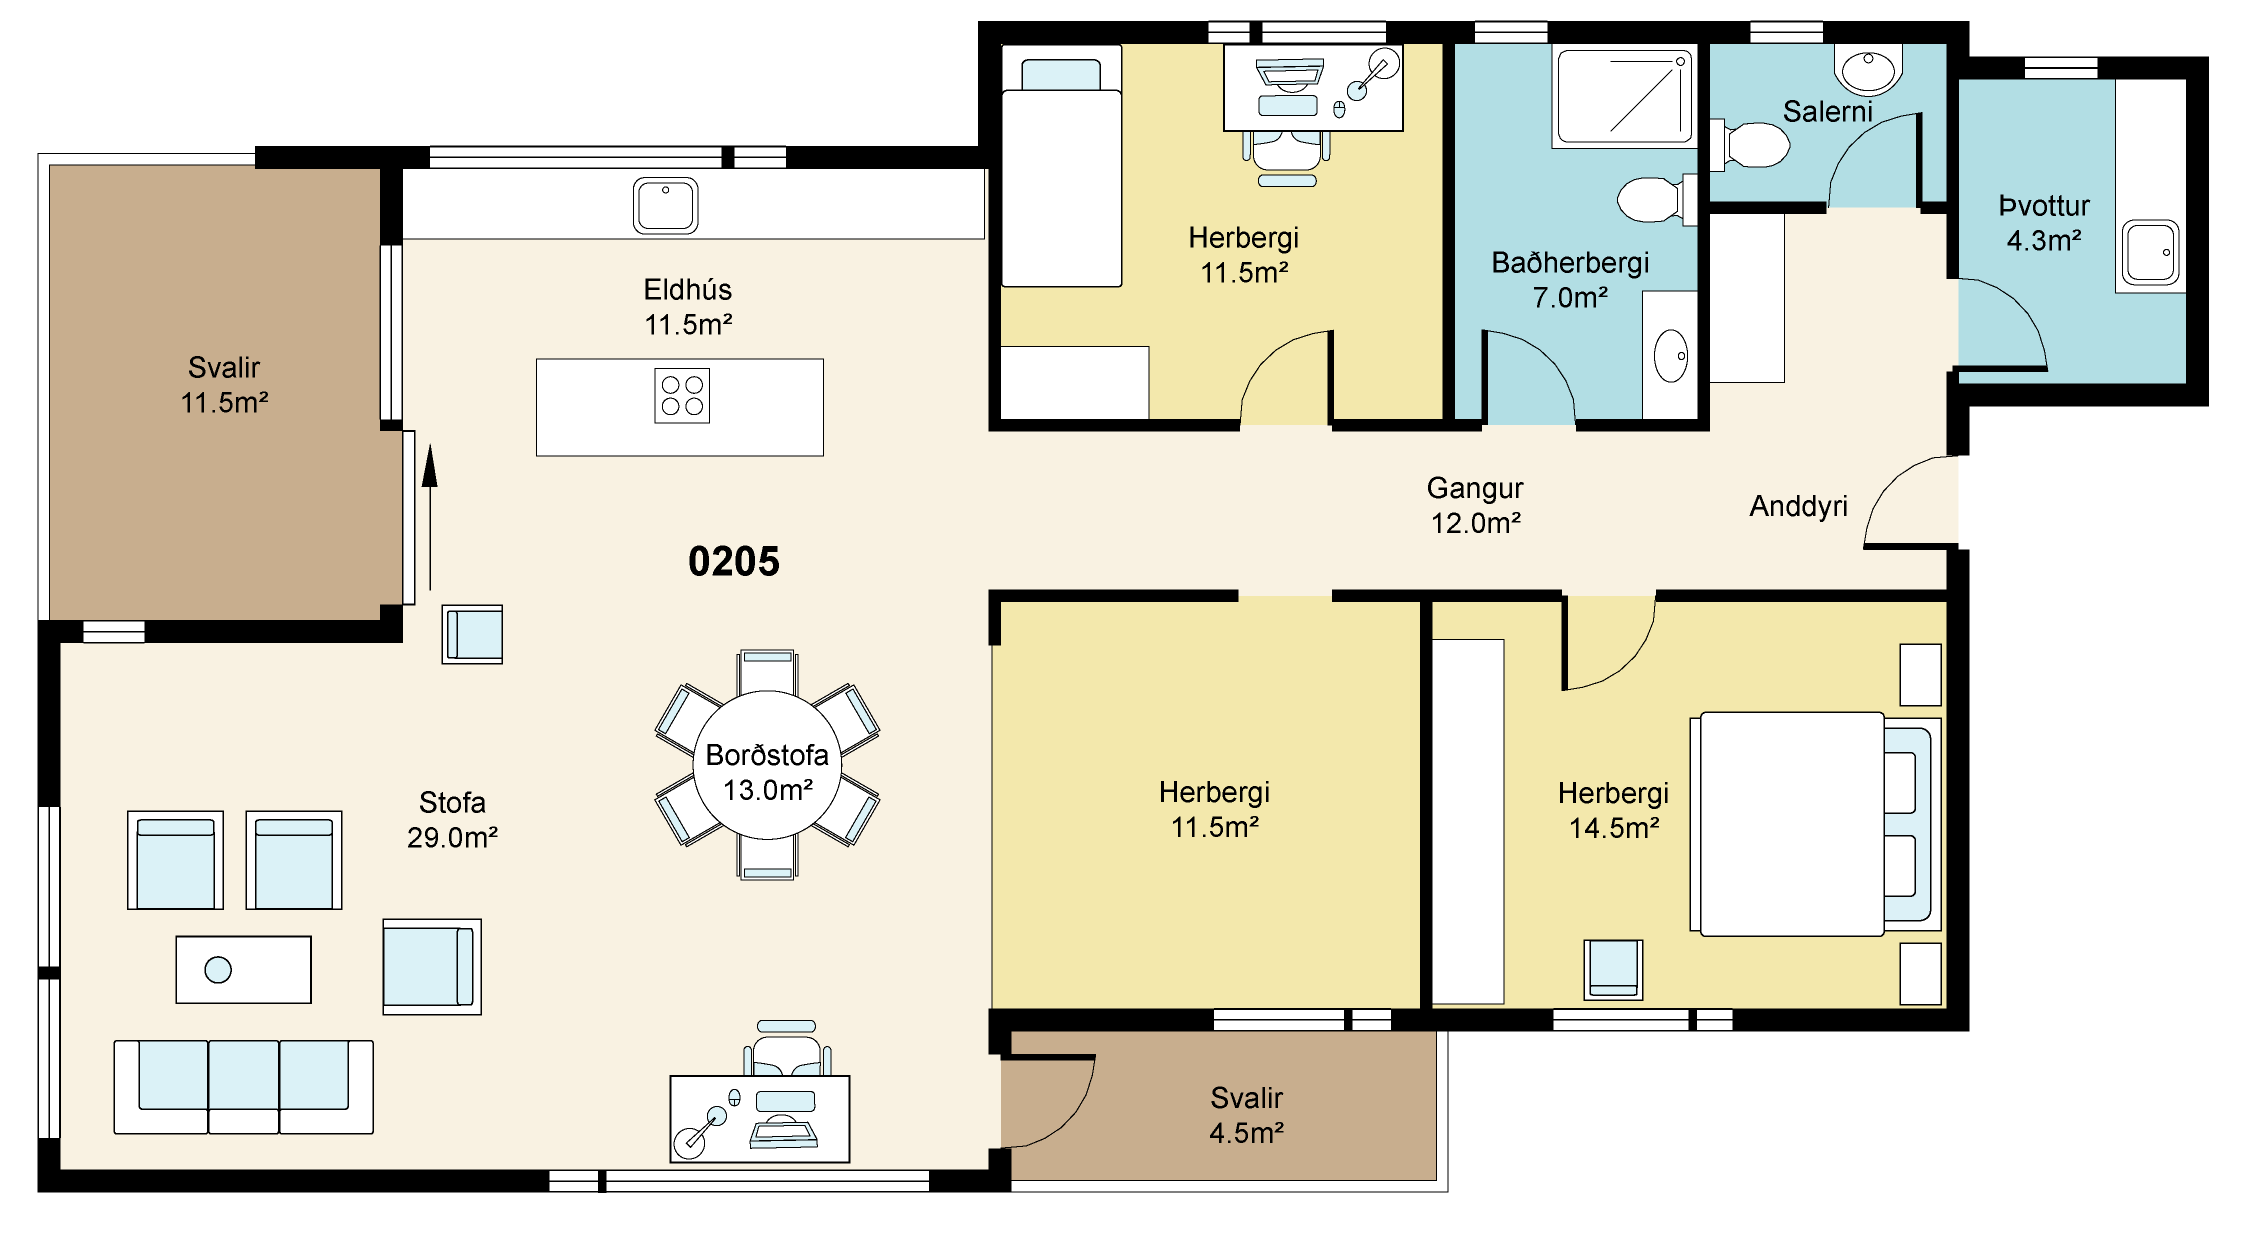 Salerni
Þvottur
4.3m²
Herbergi
11.5m²
Baðherbergi
7.0m²
Eldhús
11.5m²
Svalir
11.5m²
Gangur
12.0m²
Anddyri
0205
Borðstofa
13.0m²
Stofa
29.0m²
Herbergi
11.5m²
Herbergi
14.5m²
Svalir
4.5m²